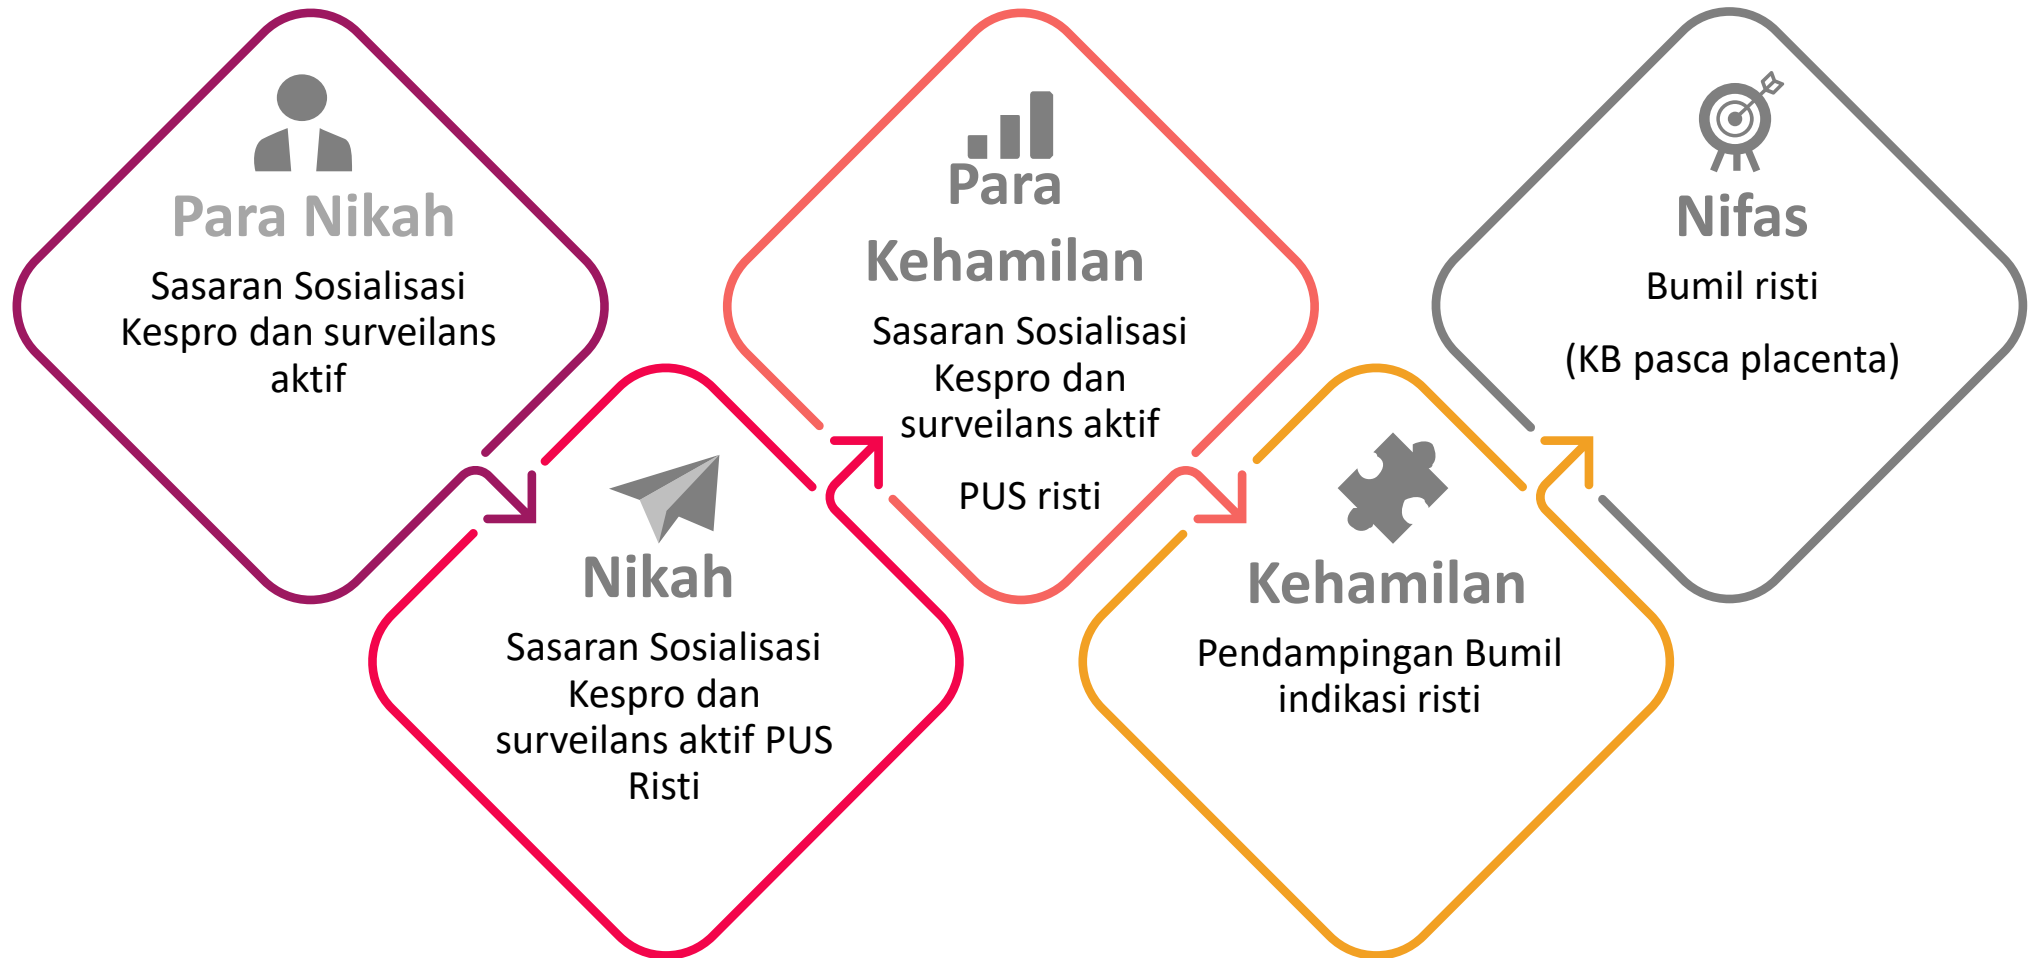 Para Nikah
Sasaran Sosialisasi
Kespro dan surveilans
aktif
Nikah
Sasaran Sosialisasi
Kespro dan
surveilans aktif PUS
Risti
Para
Kehamilan
Sasaran Sosialisasi
Kespro dan
surveilans aktif
PUS risti
Kehamilan
Pendampingan Bumil
indikasi risti
Nifas
Bumil risti
(KB pasca placenta)